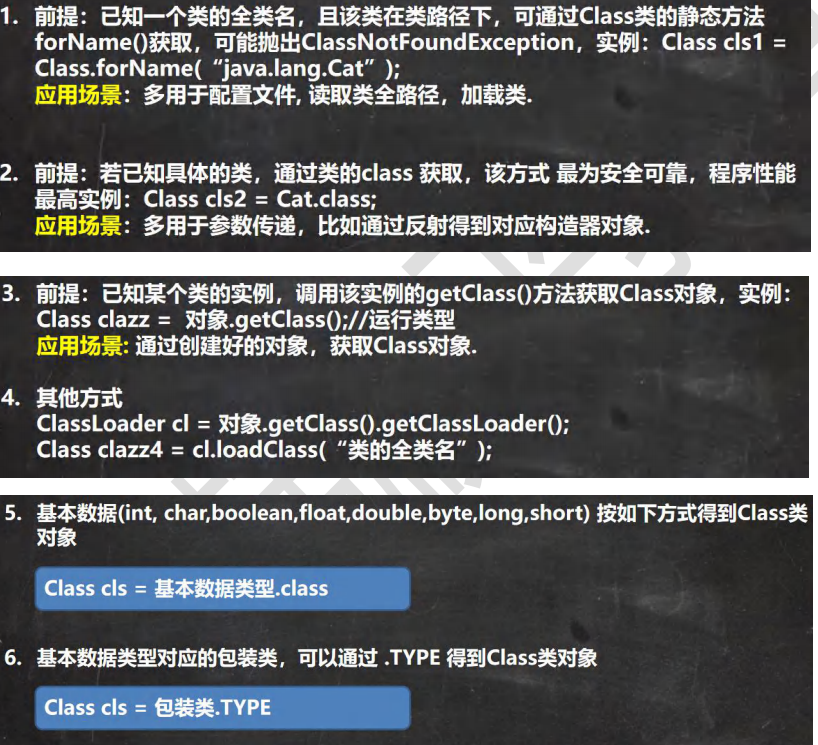 1. 前提：已知一个类的全类名，且该类在类路径下，可通过Class类的静态方法
forName()获取，可能抛出ClassNotFoundException，实例：Class cls1 =
Class.forName(“java.lang.Cat”);
应用场景：多用于配置文件, 读取类全路径，加载类.
2. 前提：若已知具体的类，通过类的class 获取，该方式 最为安全可靠，程序性能
最高实例：Class cls2 = Cat.class;
应用场景：多用于参数传递，比如通过反射得到对应构造器对象.
3. 前提：已知某个类的实例，调用该实例的getClass()方法获取Class对象，实例：
Class clazz = 对象.getClass();//运行类型
应用场景: 通过创建好的对象，获取Class对象.
4. 其他方式
ClassLoader cl = 对象.getClass().getClassLoader();
Class clazz4 = cl.loadClass(“类的全类名”);
5. 基本数据(int, char,boolean,float,double,byte,long,short) 按如下方式得到Class类
对象
Class cls = 基本数据类型.class
6. 基本数据类型对应的包装类，可以通过 .TYPE 得到Class类对象
Class cls = 包装类.TYPE